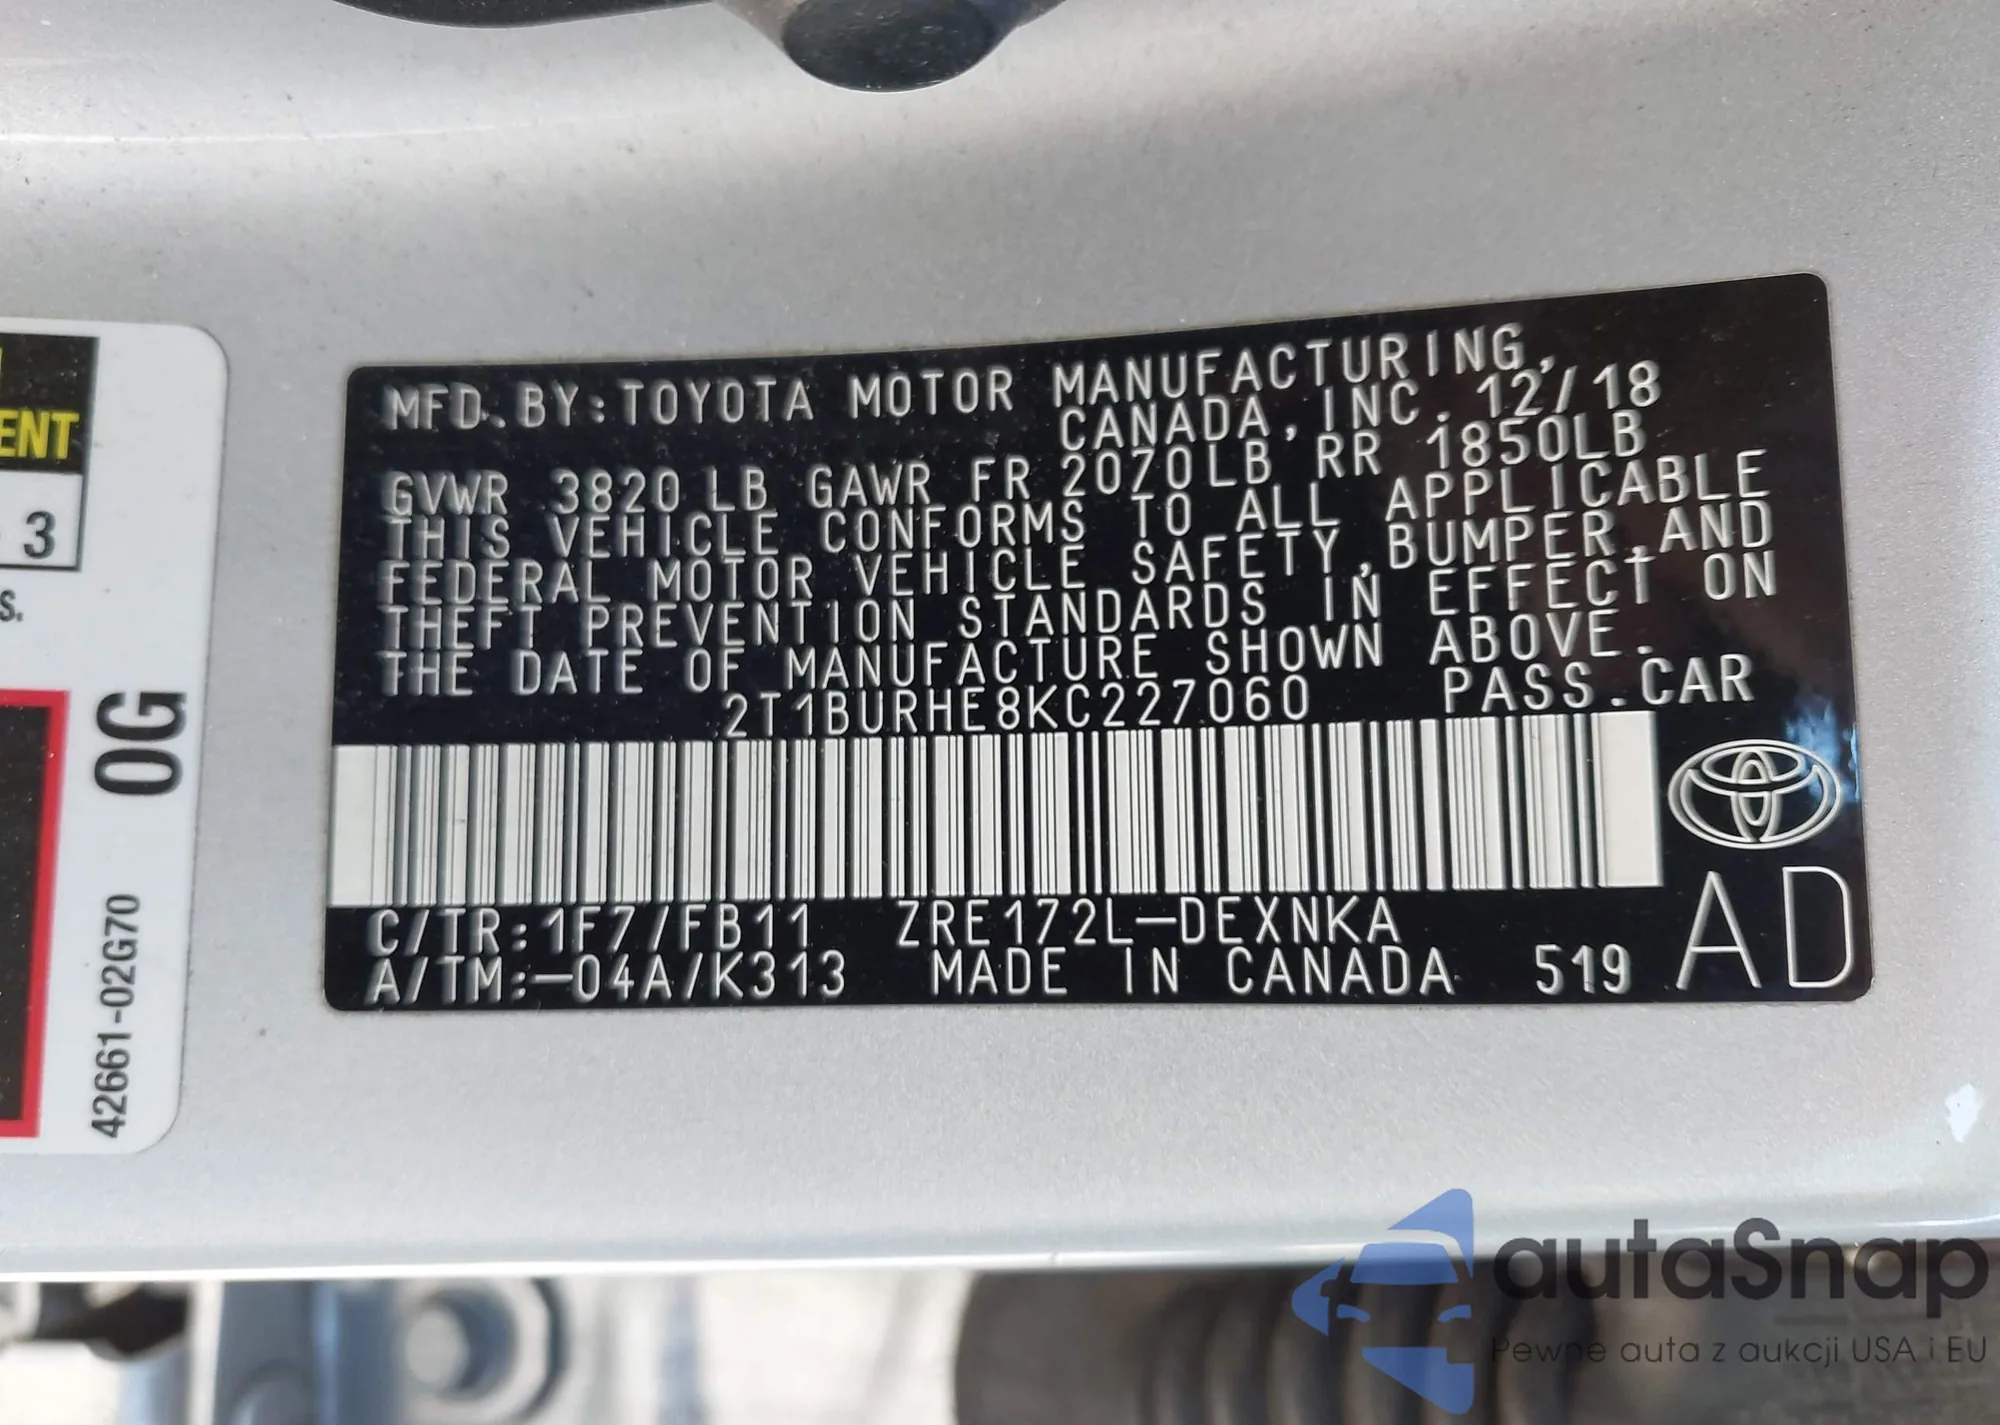 ENT
3
S.
0G
42661-02G70
MFD. BY:TOYOTA MOTOR MANUFACTURING,
CANADA, INC. 12/18
GVWR 3820 LB GAWR FR 2070LB RR 1850LB
THIS VEHICLE CONFORMS TO ALL APPLICABLE
FEDERAL MOTOR VEHICLE SAFETY,BUMPER,AND
THEFT PREVENTION STANDARDS IN EFFECT ON
THE DATE OF MANUFACTURE SHOWN ABOVE.
2T1BURHE8KC227060 PASS.CAR
C/TR:1F7/FB11 ZRE172L-DEXNKA
A/TM:-04A/K313 MADE IN CANADA 519
AD
autaSnap
Pewne auta z aukcji USA i EU